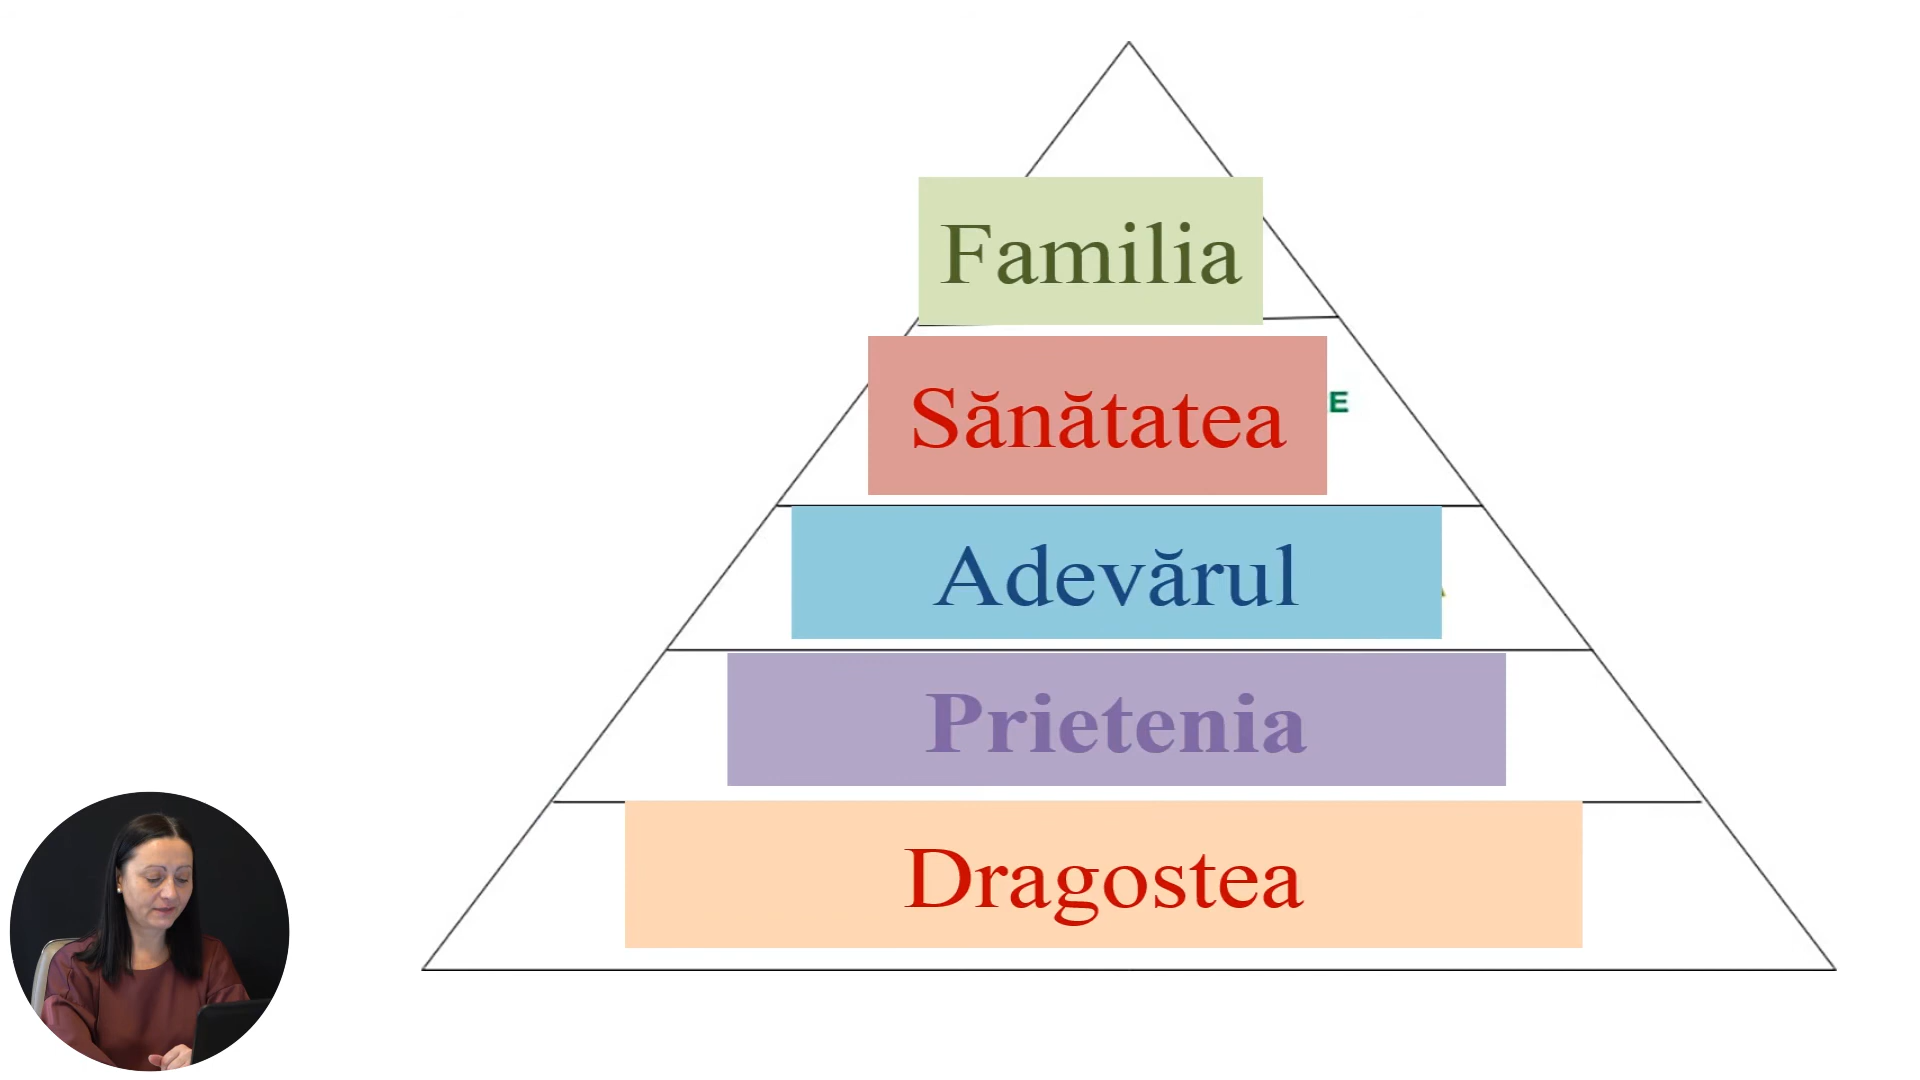 Familia
Sănătatea
E
Adevărul
Prietenia
Dragostea